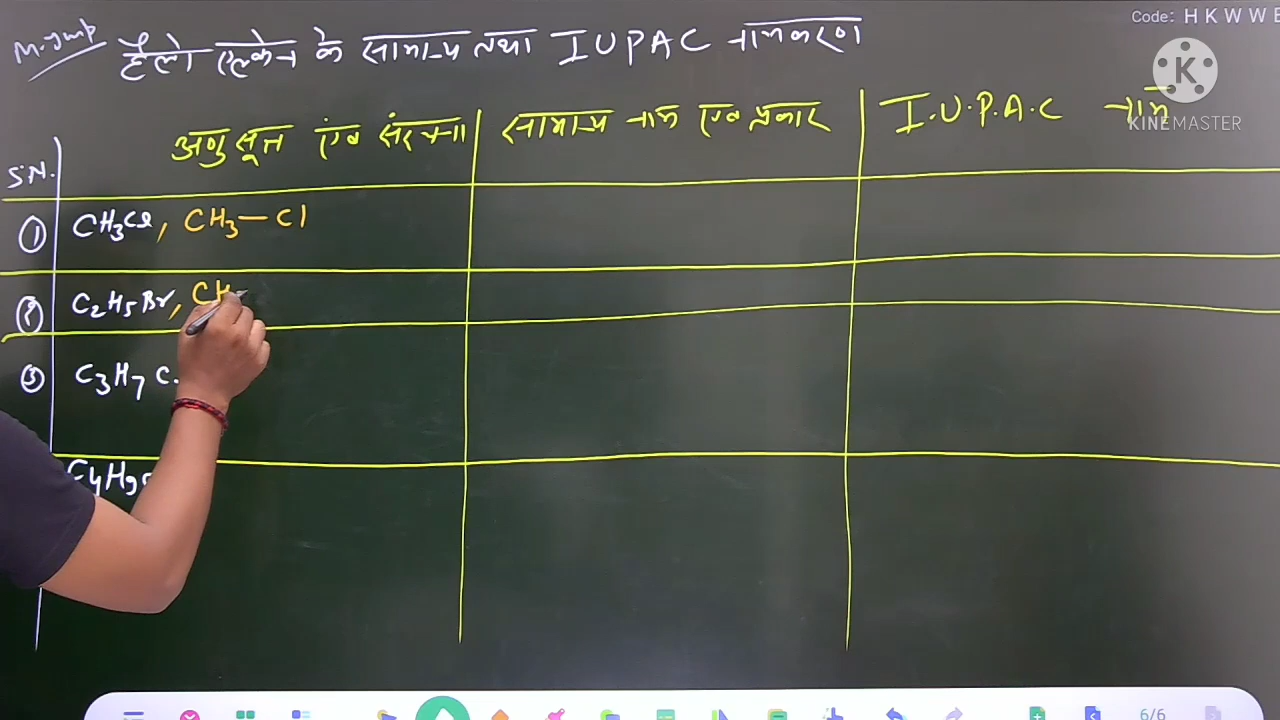 Code: H K W W E
M.Imp हैलो एल्केन के सामान्य तथा IUPAC नामकरण
K
KINEMASTER
S.N. अणु सूत्र एवं संरचना सामान्य नाम एवं प्रकार I.U.P.A.C नाम
① CH3Cl, CH3—Cl
② C2H5Br, CH
③ C3H7 C
C4H9
6/6